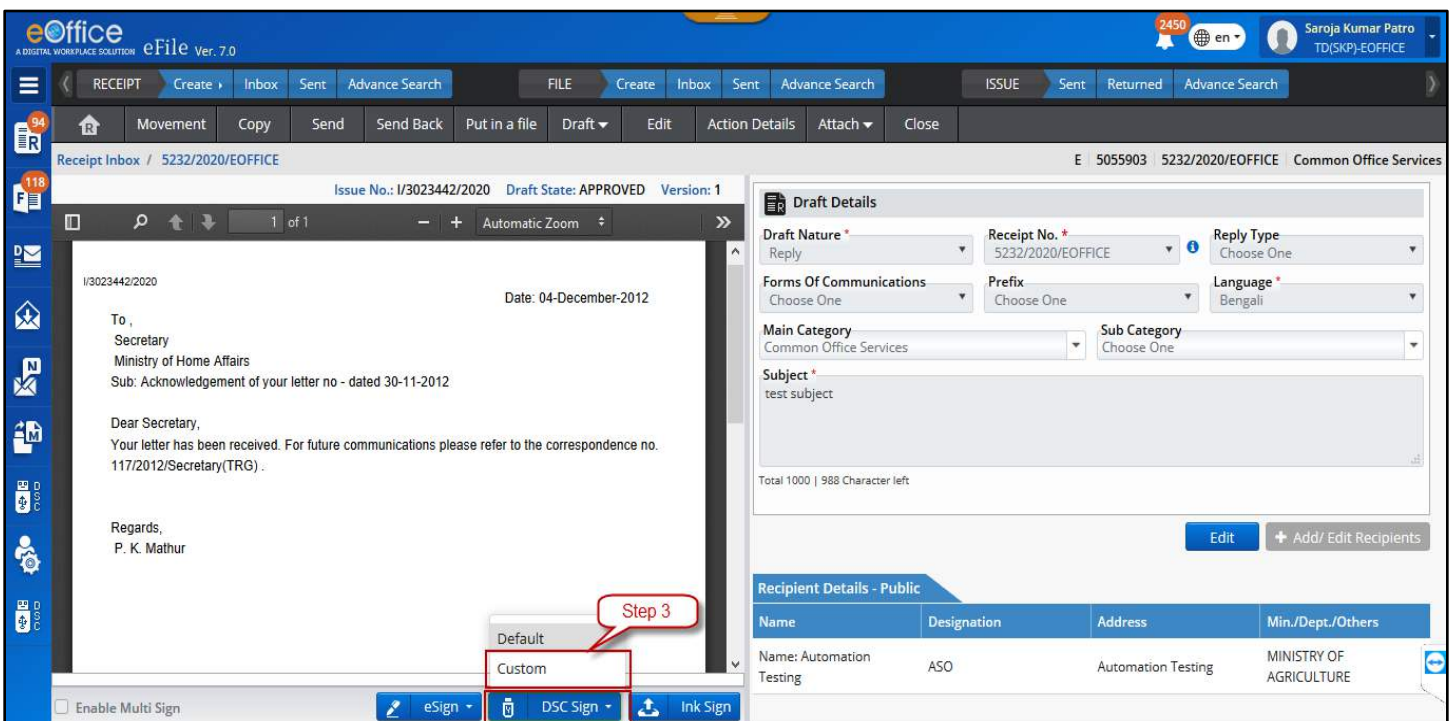 eOffice
A DIGITAL WORKPLACE SOLUTION eFile Ver. 7.0
2450
en
Saroja Kumar Patro
TD(SKP)-EOFFICE
RECEIPT Create Inbox Sent Advance Search FILE Create Inbox Sent Advance Search ISSUE Sent Returned Advance Search
94
R
R Movement Copy Send Send Back Put in a file Draft Edit Action Details Attach Close
Receipt Inbox / 5232/2020/EOFFICE
E 5055903 5232/2020/EOFFICE Common Office Services
118
F
D
N
M
DSC
DSC
Issue No.: I/3023442/2020 Draft State: APPROVED Version: 1
1 of 1 Automatic Zoom
I/3023442/2020
Date: 04-December-2012
To ,
Secretary
Ministry of Home Affairs
Sub: Acknowledgement of your letter no - dated 30-11-2012
Dear Secretary,
Your letter has been received. For future communications please refer to the correspondence no.
117/2012/Secretary(TRG) .
Regards,
P. K. Mathur
Step 3
Default
Custom
Enable Multi Sign eSign DSC Sign Ink Sign
R Draft Details
Draft Nature * Receipt No. * Reply Type
Reply 5232/2020/EOFFICE Choose One
Forms Of Communications Prefix Language *
Choose One Choose One Bengali
Main Category Sub Category
Common Office Services Choose One
Subject *
test subject
Total 1000 | 988 Character left
Edit + Add/ Edit Recipients
Recipient Details - Public
Name Designation Address Min./Dept./Others
Name: Automation Testing ASO Automation Testing MINISTRY OF AGRICULTURE